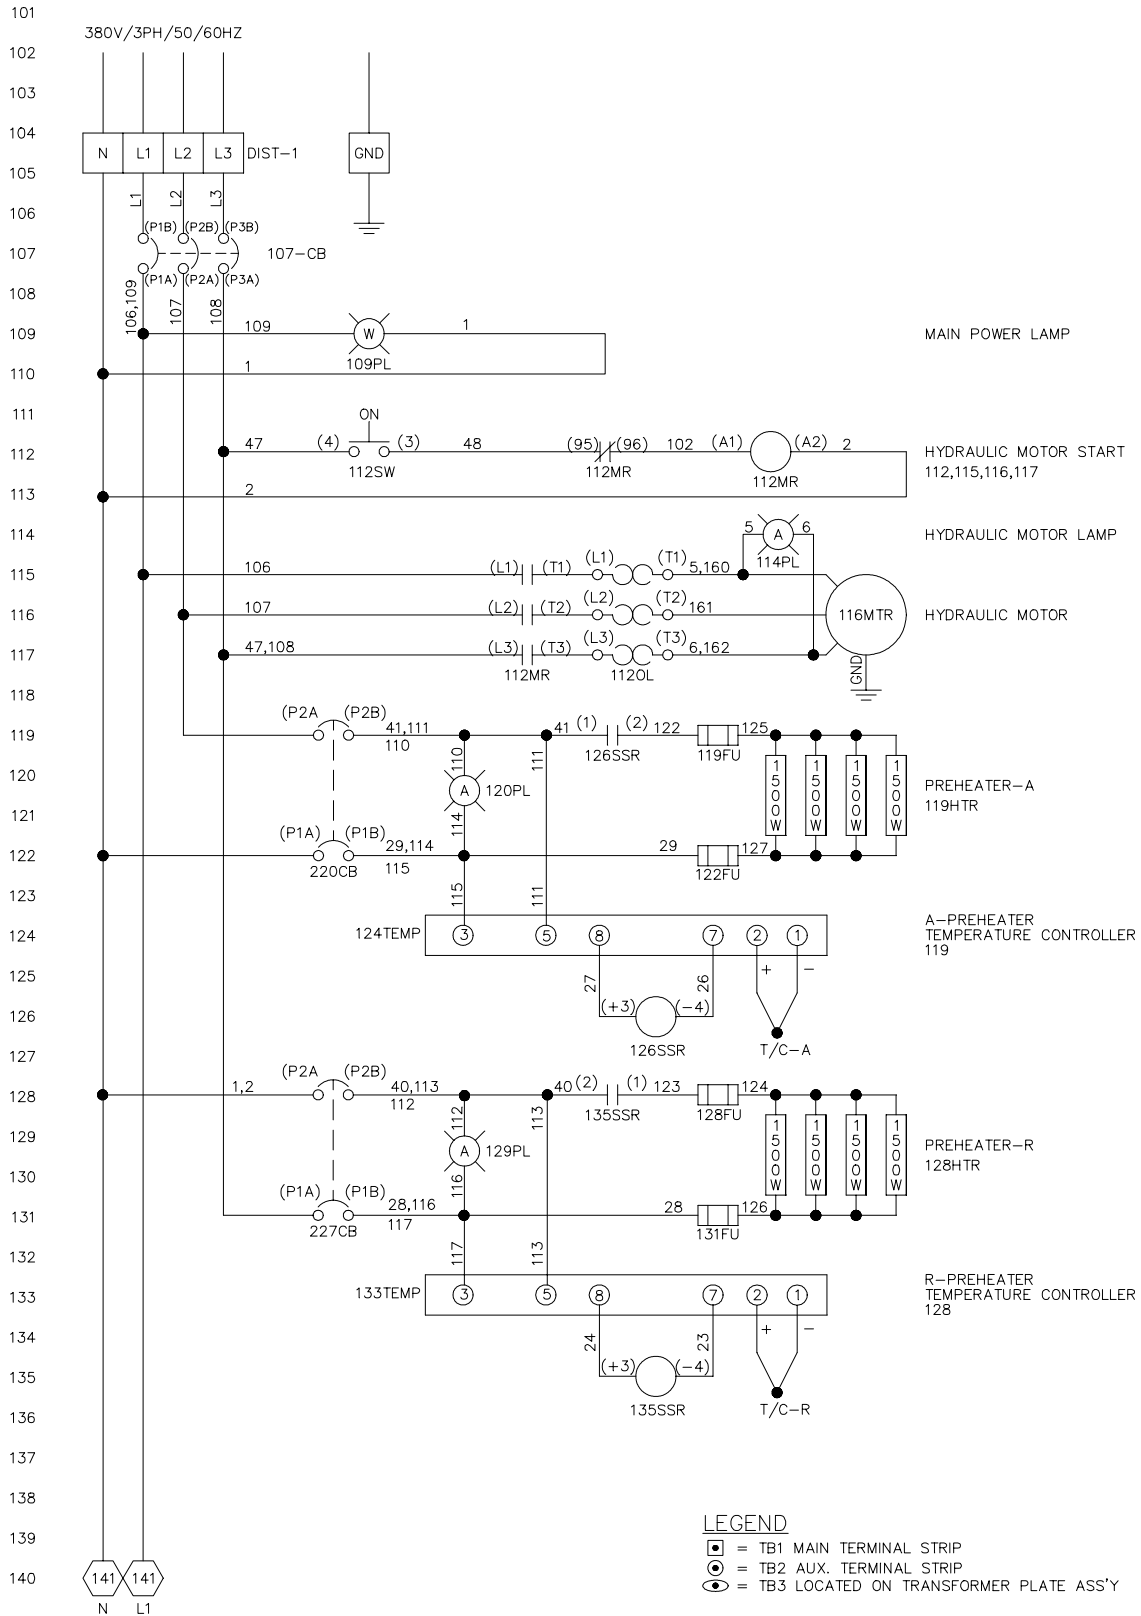 101
380V/3PH/50/60HZ
102
103
104
N L1 L2 L3 DIST-1 GND
105
L1 L2 L3
106
(P1B) (P2B) (P3B)
107 107-CB
(P1A) (P2A) (P3A)
108
106,109 107 108
109 109 W 1 MAIN POWER LAMP
109PL
110 1
111
ON
112 47 (4) (3) 48 (95) (96) 102 (A1) (A2) 2 HYDRAULIC MOTOR START
112SW 112MR 112MR 112,115,116,117
113 2
114 5 A 6 HYDRAULIC MOTOR LAMP
114PL
115 106 (L1) (T1) (L1) (T1) 5,160
116 107 (L2) (T2) (L2) (T2) 161 116MTR HYDRAULIC MOTOR
117 47,108 (L3) (T3) (L3) (T3) 6,162
112MR 112OL GND
118
(P2A (P2B)
119 41,111 41 (1) (2) 122 125
110 126SSR 119FU
110 111
120 A 120PL 1500W 1500W 1500W 1500W PREHEATER-A
119HTR
121 114
(P1A) (P1B)
122 29,114 29 127
220CB 115 122FU
123 115 111
A-PREHEATER
124 124TEMP 3 5 8 7 2 1 TEMPERATURE CONTROLLER
119
125 27 26 + -
126 (+3) (-4)
126SSR T/C-A
127
(P2A (P2B)
128 1,2 40,113 40 (2) (1) 123 124
112 135SSR 128FU
112 113
129 A 129PL 1500W 1500W 1500W 1500W PREHEATER-R
128HTR
130 116
(P1A) (P1B)
131 28,116 28 126
227CB 117 131FU
132 117 113
R-PREHEATER
133 133TEMP 3 5 8 7 2 1 TEMPERATURE CONTROLLER
128
134 24 23 + -
135 (+3) (-4)
135SSR T/C-R
136
137
138
LEGEND
139 = TB1 MAIN TERMINAL STRIP
= TB2 AUX. TERMINAL STRIP
140 141 141 = TB3 LOCATED ON TRANSFORMER PLATE ASS'Y
N L1